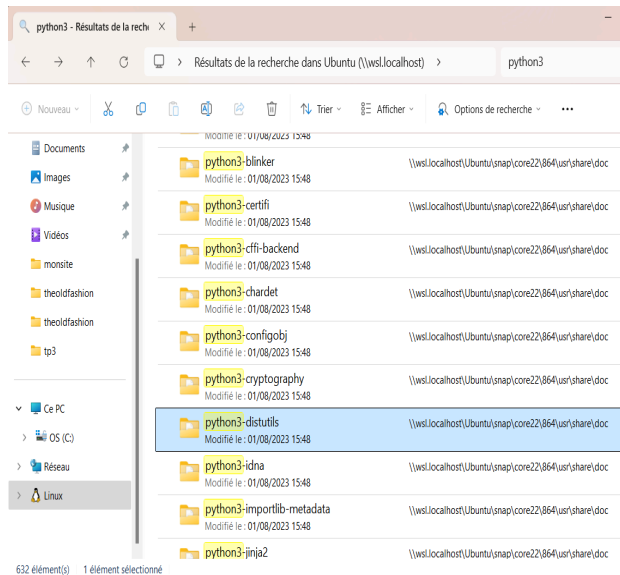 python3 - Résultats de la reche
Résultats de la recherche dans Ubuntu (\\wsl.localhost)
python3
Nouveau
Trier
Afficher
Options de recherche
Modifié le : 01/08/2023 15:48
Documents
Images
Musique
Vidéos
monsite
theoldfashion
theoldfashion
tp3
Ce PC
OS (C:)
Réseau
Linux
python3-blinker \\wsl.localhost\Ubuntu\snap\core22\864\usr\share\doc
Modifié le : 01/08/2023 15:48
python3-certifi \\wsl.localhost\Ubuntu\snap\core22\864\usr\share\doc
Modifié le : 01/08/2023 15:48
python3-cffi-backend \\wsl.localhost\Ubuntu\snap\core22\864\usr\share\doc
Modifié le : 01/08/2023 15:48
python3-chardet \\wsl.localhost\Ubuntu\snap\core22\864\usr\share\doc
Modifié le : 01/08/2023 15:48
python3-configobj \\wsl.localhost\Ubuntu\snap\core22\864\usr\share\doc
Modifié le : 01/08/2023 15:48
python3-cryptography \\wsl.localhost\Ubuntu\snap\core22\864\usr\share\doc
Modifié le : 01/08/2023 15:48
python3-distutils \\wsl.localhost\Ubuntu\snap\core22\864\usr\share\doc
Modifié le : 01/08/2023 15:48
python3-idna \\wsl.localhost\Ubuntu\snap\core22\864\usr\share\doc
Modifié le : 01/08/2023 15:48
python3-importlib-metadata \\wsl.localhost\Ubuntu\snap\core22\864\usr\share\doc
Modifié le : 01/08/2023 15:48
python3-jinja2 \\wsl.localhost\Ubuntu\snap\core22\864\usr\share\doc
632 élément(s) 1 élément sélectionné